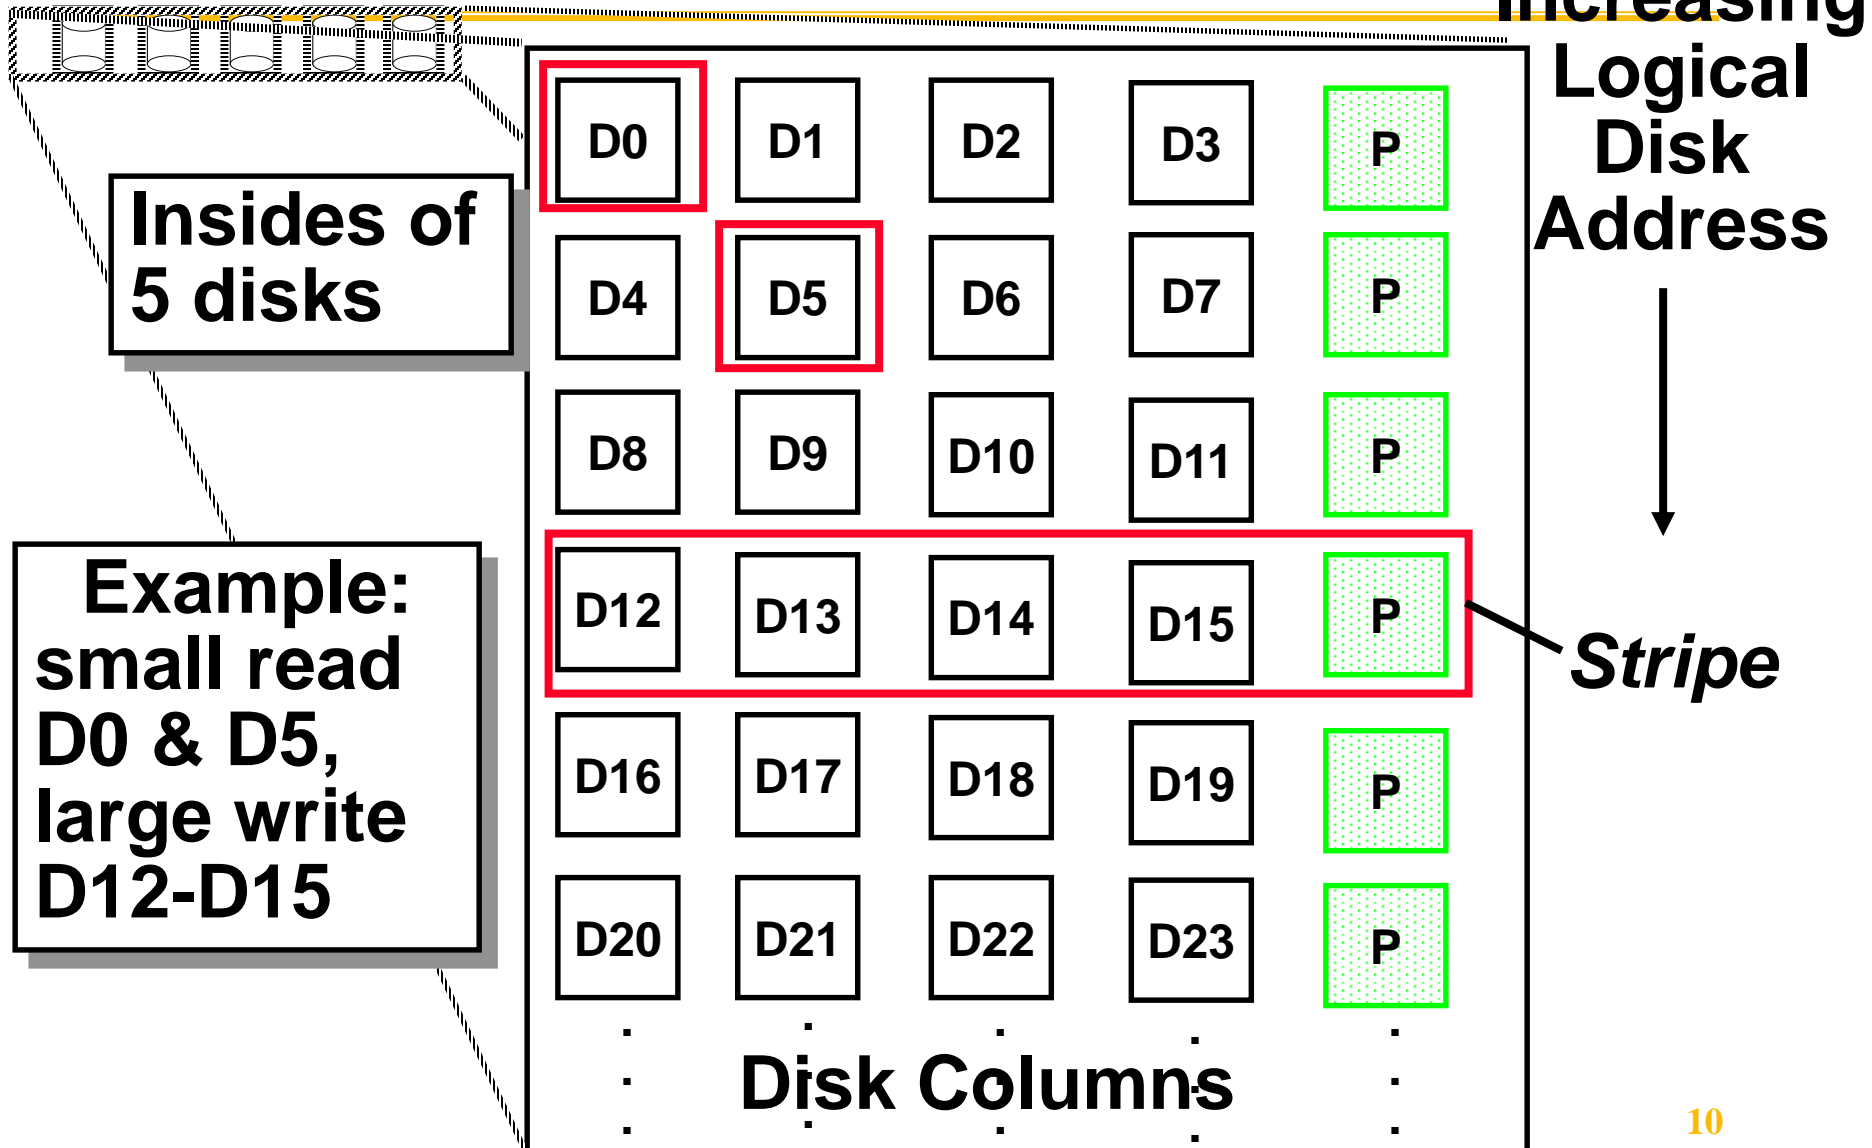 Increasing
Logical
Disk
Address
D0 D1 D2 D3 P
Insides of
5 disks
D4 D5 D6 D7 P
D8 D9 D10 D11 P
Example:
small read
D0 & D5,
large write
D12-D15
D12 D13 D14 D15 P
Stripe
D16 D17 D18 D19 P
D20 D21 D22 D23 P
Disk Columns
10